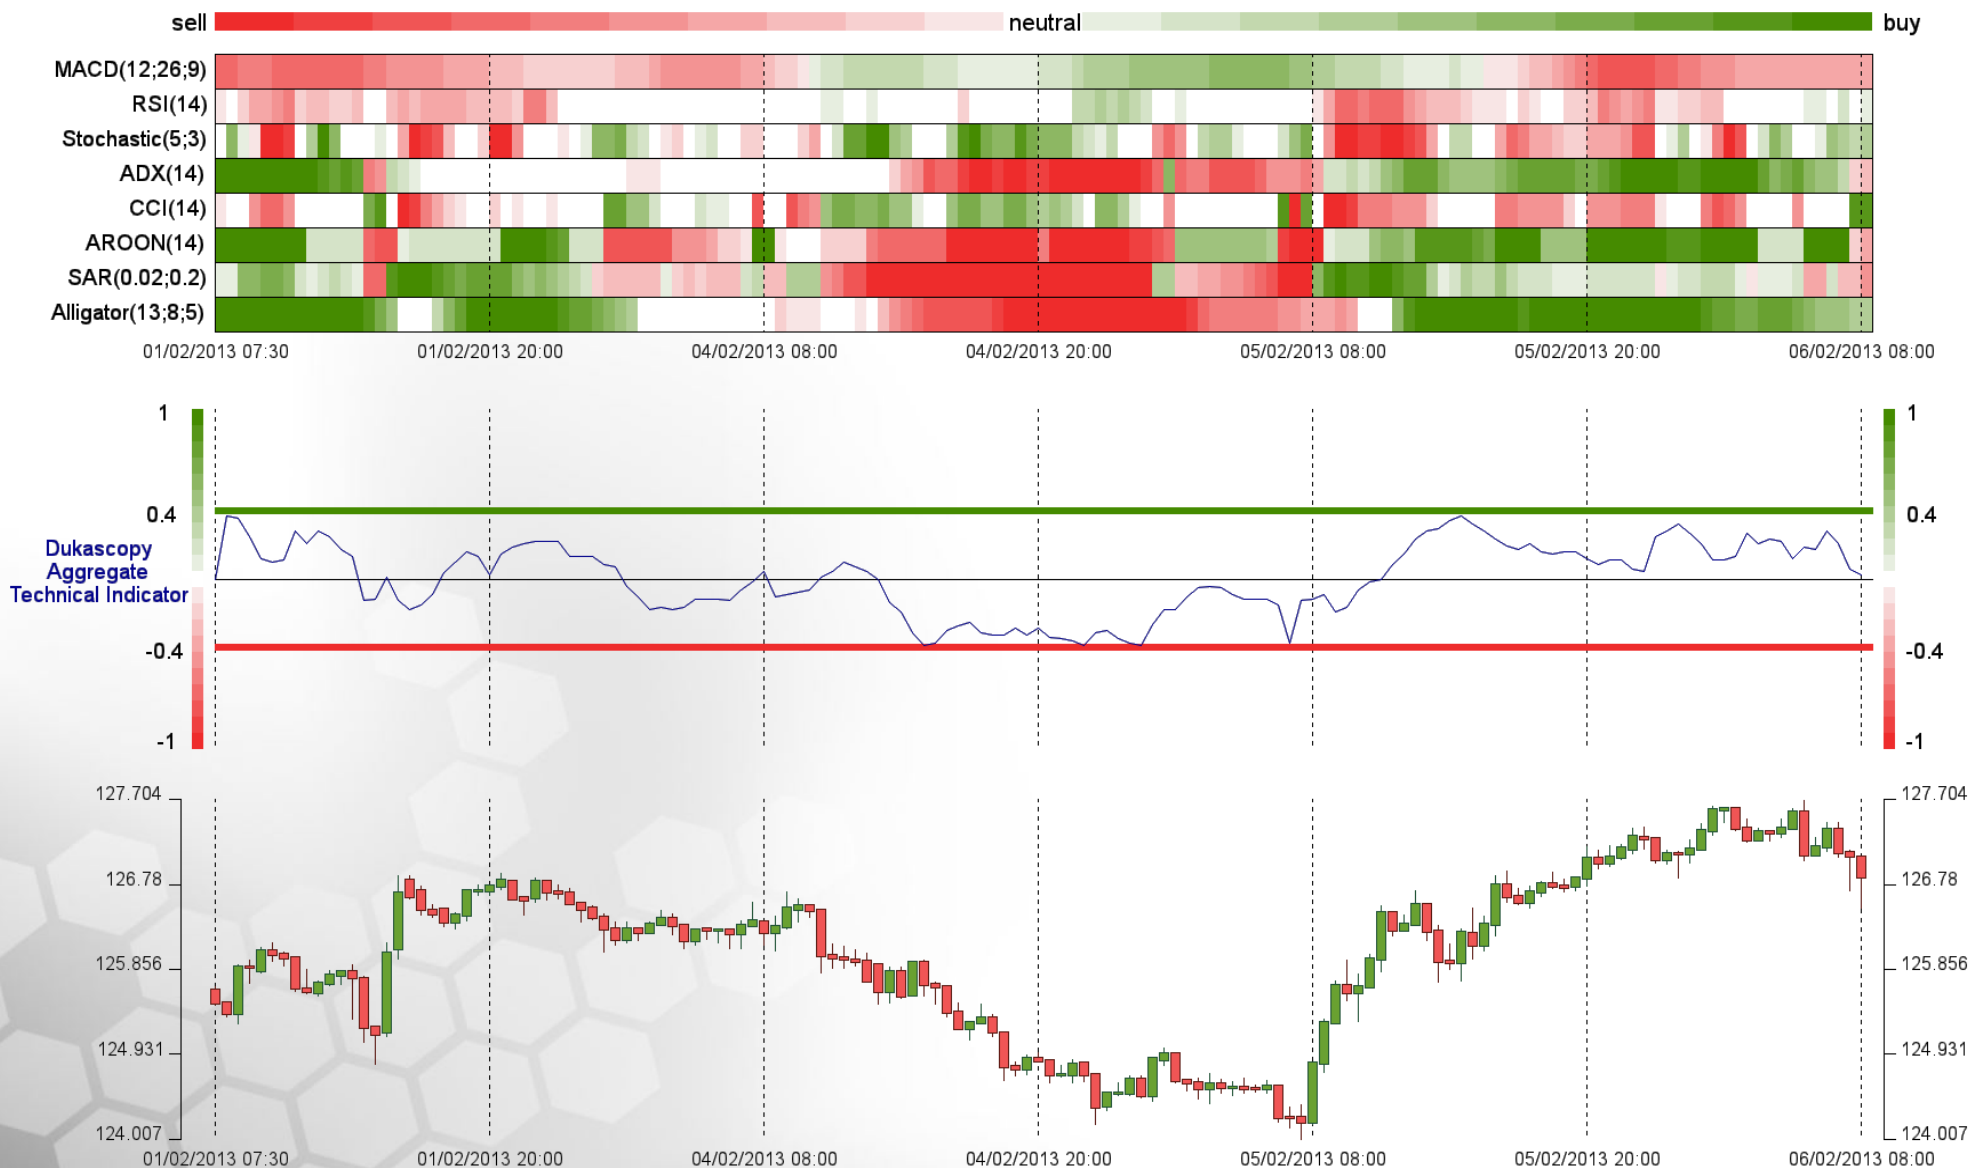 sell neutral buy
MACD(12;26;9)
RSI(14)
Stochastic(5;3)
ADX(14)
CCI(14)
AROON(14)
SAR(0.02;0.2)
Alligator(13;8;5)
01/02/2013 07:30 01/02/2013 20:00 04/02/2013 08:00 04/02/2013 20:00 05/02/2013 08:00 05/02/2013 20:00 06/02/2013 08:00
1 1
0.4 0.4
Dukascopy
Aggregate
Technical Indicator
-0.4 -0.4
-1 -1
127.704 127.704
126.78 126.78
125.856 125.856
124.931 124.931
124.007 124.007
01/02/2013 07:30 01/02/2013 20:00 04/02/2013 08:00 04/02/2013 20:00 05/02/2013 08:00 05/02/2013 20:00 06/02/2013 08:00